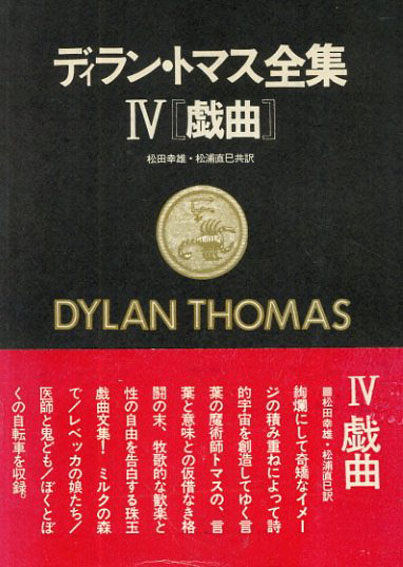 ディラン・トマス全集
IV［戯曲］
松田幸雄・松浦直巳共訳
DYLAN THOMAS
IV 戯曲
■松田幸雄・松浦直巳訳
絢爛にして奇矯なイメー
ジの積み重ねによって詩
的宇宙を創造してゆく言
葉の魔術師トマスの、言
葉と意味との仮借なき格
闘の末、牧歌的な歓楽と
性の自由を告白する珠玉
戯曲文集！　ミルクの森
で／レベッカの娘たち／
医師と鬼ども／ぼくとぼ
くの自転車を収録。